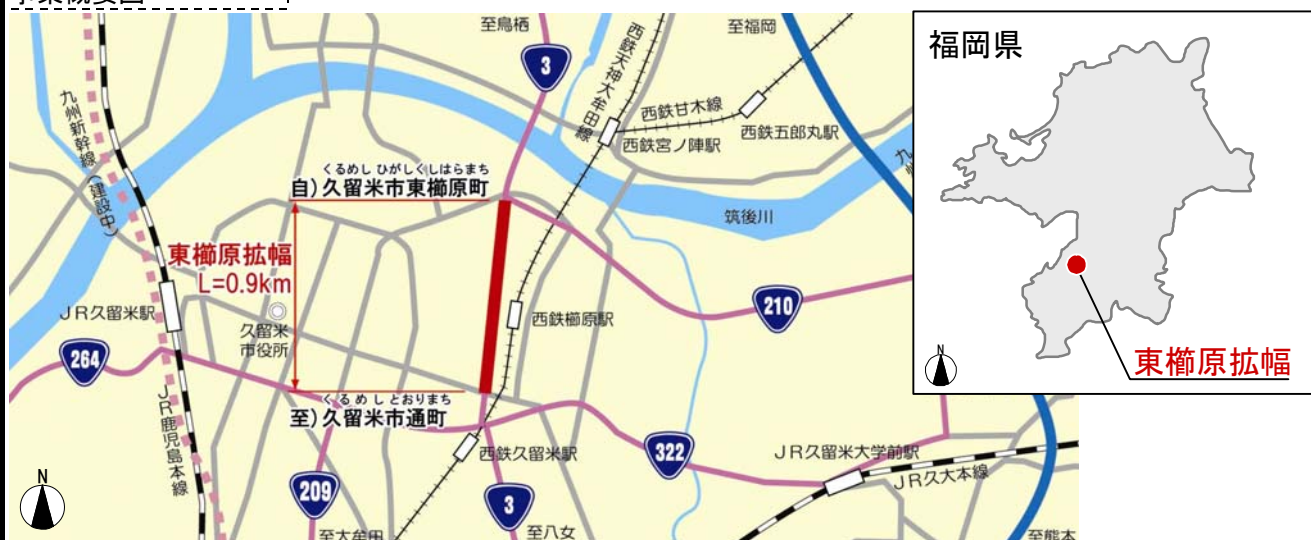 至鳥栖
3
西鉄天神大牟田線
至福岡
西鉄甘木線
西鉄五郎丸駅
西鉄宮ノ陣駅
九州新幹線(建設中)
くるめし ひがしくしはらまち
自)久留米市東櫛原町
筑後川
九
東櫛原拡幅
L=0.9km
JR久留米駅
久留米
市役所
西鉄櫛原駅
210
264
くるめしとおりまち
至)久留米市通町
JR鹿児島本線
西鉄久留米駅
322
JR久留米大学前駅
JR久大本線
209
3
N
至大牟田
至八女
至熊本
福岡県
東櫛原拡幅
N